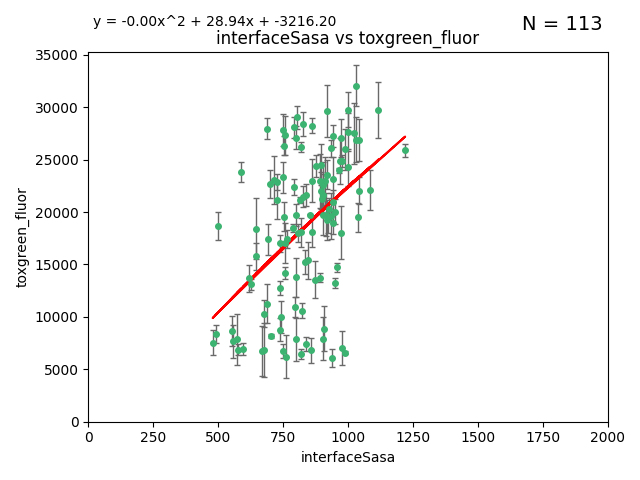 y = -0.00x^2 + 28.94x + -3216.20
N = 113
interfaceSasa vs toxgreen_fluor
35000
30000
25000
20000
15000
10000
5000
0
toxgreen_fluor
0 250 500 750 1000 1250 1500 1750 2000
interfaceSasa